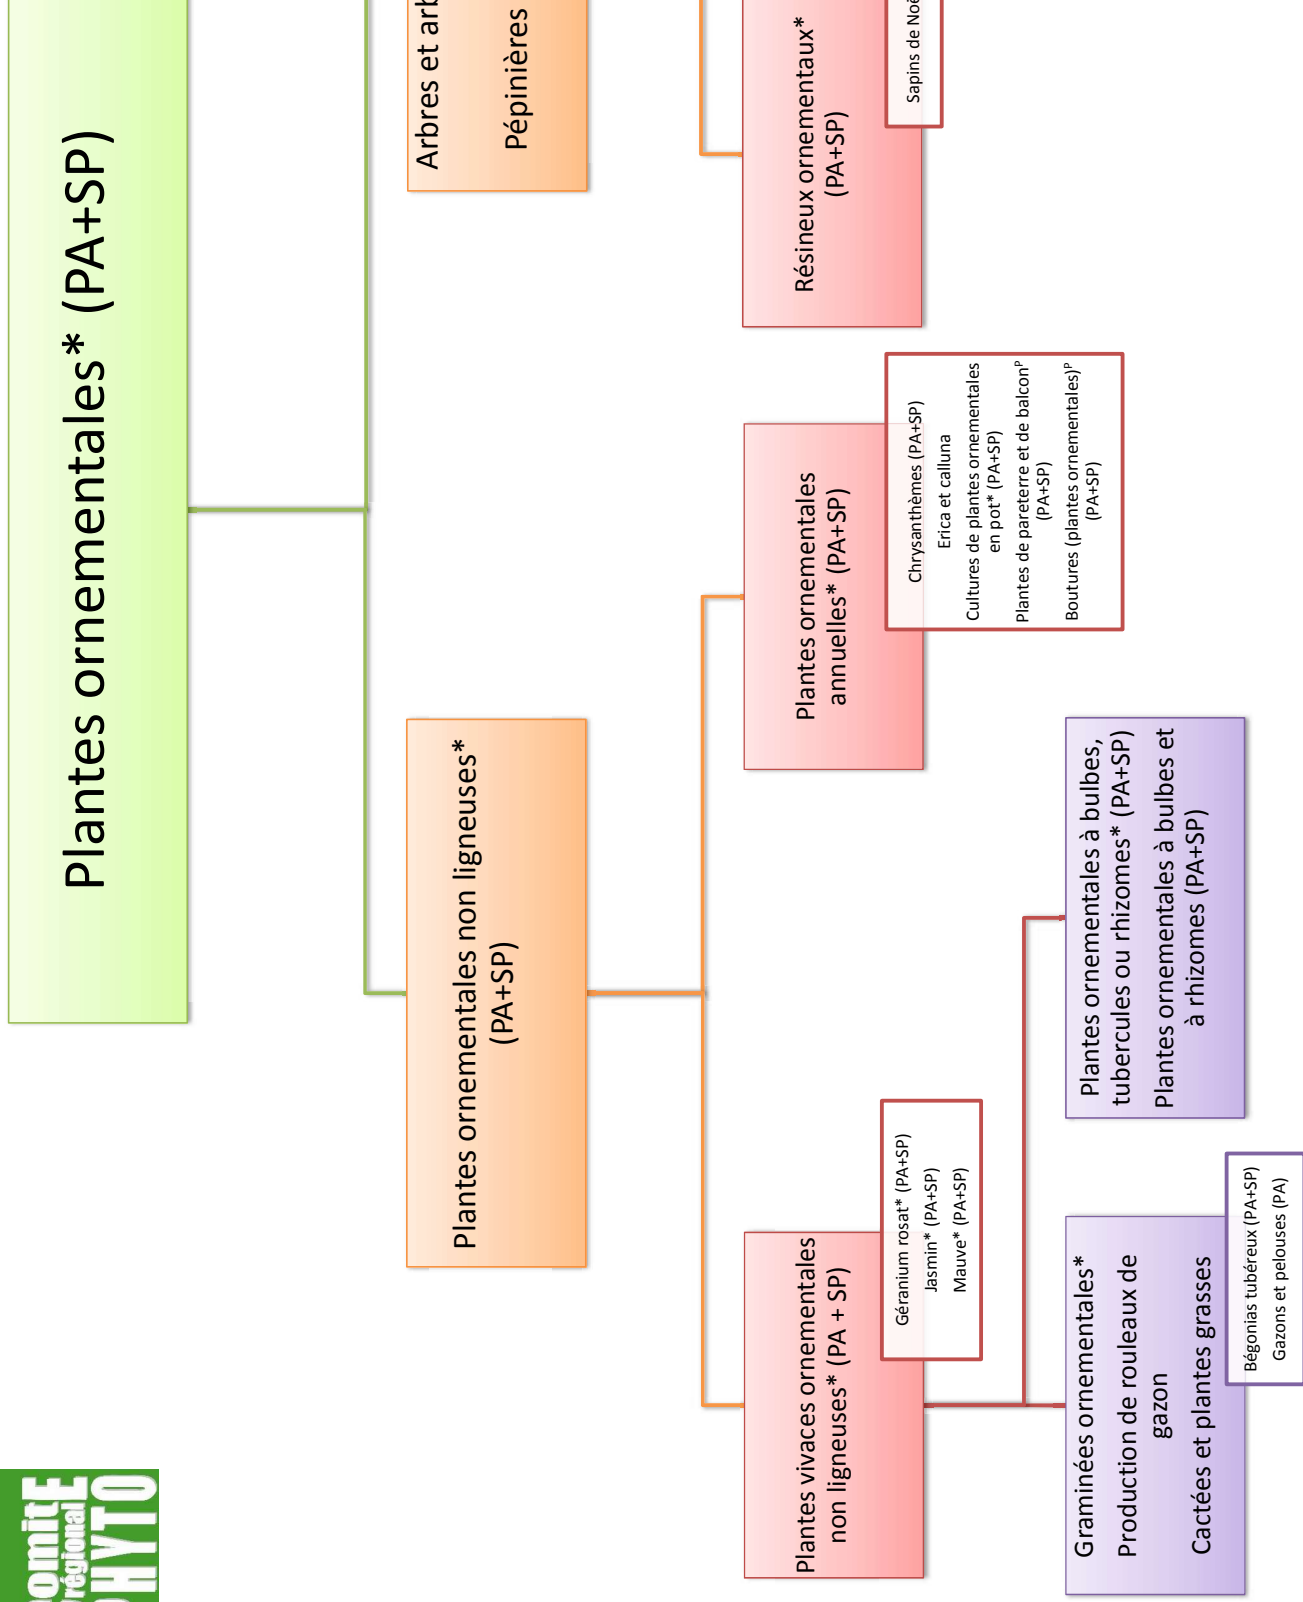 Plantes ornementales* (PA+SP)
Plantes ornementales non ligneuses*
(PA+SP)
Arbres et
Pépinières
Plantes vivaces ornementales
non ligneuses* (PA + SP)
Géranium rosat* (PA+SP)
Jasmin* (PA+SP)
Mauve* (PA+SP)
Plantes ornementales
annuelles* (PA+SP)
Chrysanthèmes (PA+SP)
Erica et calluna
Cultures de plantes ornementales
en pot* (PA+SP)
Plantes de pareterre et de balconᴾ
(PA+SP)
Boutures (plantes ornementales)ᴾ
(PA+SP)
Résineux ornementaux*
(PA+SP)
Sapins de
Graminées ornementales*
Production de rouleaux de
gazon
Cactées et plantes grasses
Bégonias tubéreux (PA+SP)
Gazons et pelouses (PA)
Plantes ornementales à bulbes,
tubercules ou rhizomes* (PA+SP)
Plantes ornementales à bulbes et
à rhizomes (PA+SP)
omitE
régional
HYTO